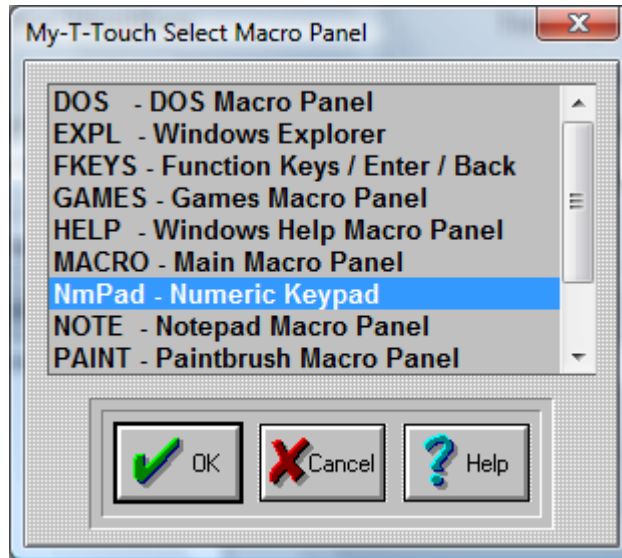 My-T-Touch Select Macro Panel
DOS - DOS Macro Panel
EXPL - Windows Explorer
FKEYS - Function Keys / Enter / Back
GAMES - Games Macro Panel
HELP - Windows Help Macro Panel
MACRO - Main Macro Panel
NmPad - Numeric Keypad
NOTE - Notepad Macro Panel
PAINT - Paintbrush Macro Panel
OK Cancel Help